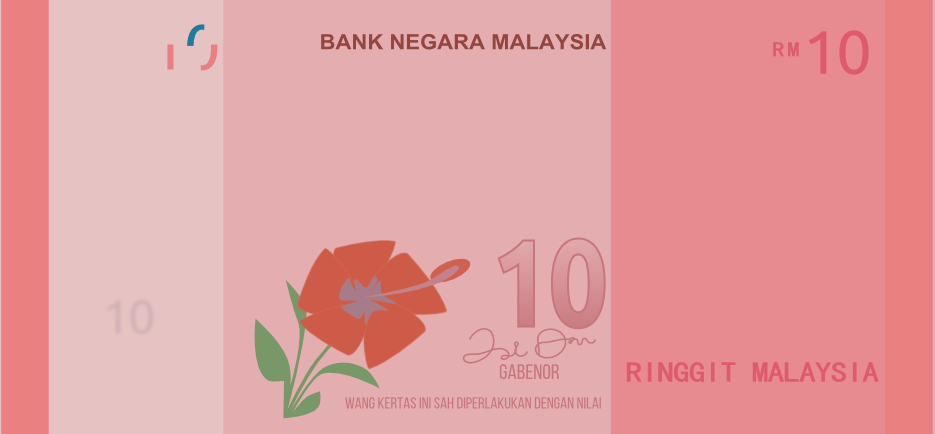 BANK NEGARA MALAYSIA
RM 10
10
10
GABENOR
RINGGIT MALAYSIA
WANG KERTAS INI SAH DIPERLAKUKAN DENGAN NILAI